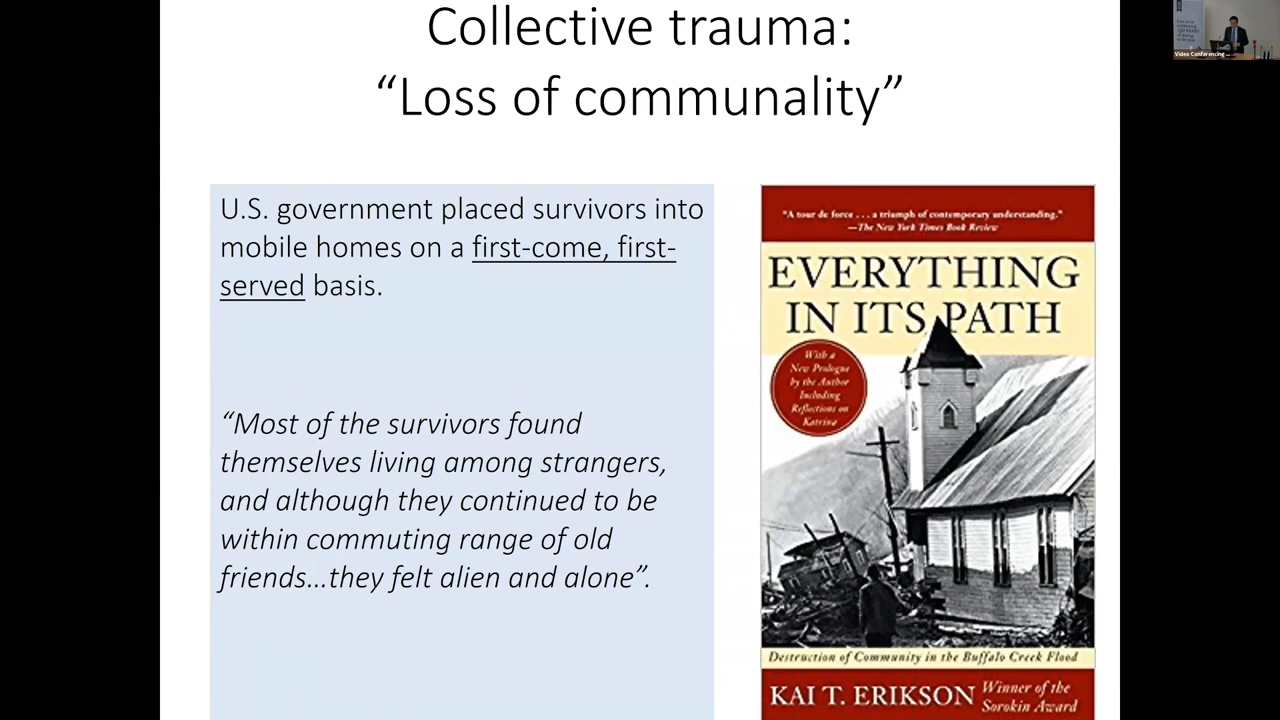 Collective trauma:
“Loss of communality”
U.S. government placed survivors into
mobile homes on a first-come, first-
served basis.
“Most of the survivors found
themselves living among strangers,
and although they continued to be
within commuting range of old
friends…they felt alien and alone”.
“A tour de force . . . a triumph of contemporary understanding.”
—The New York Times Book Review
EVERYTHING
IN ITS PATH
With a
New Prologue
by the Author
Including
Reflections on
Katrina
Destruction of Community in the Buffalo Creek Flood
KAI T. ERIKSON
Winner of the
Sorokin Award
Video Conferencing ...